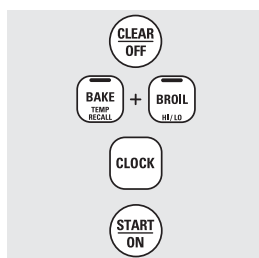 CLEAR
OFF
BAKE + BROIL
TEMP
RECALL HI/LO
CLOCK
START
ON